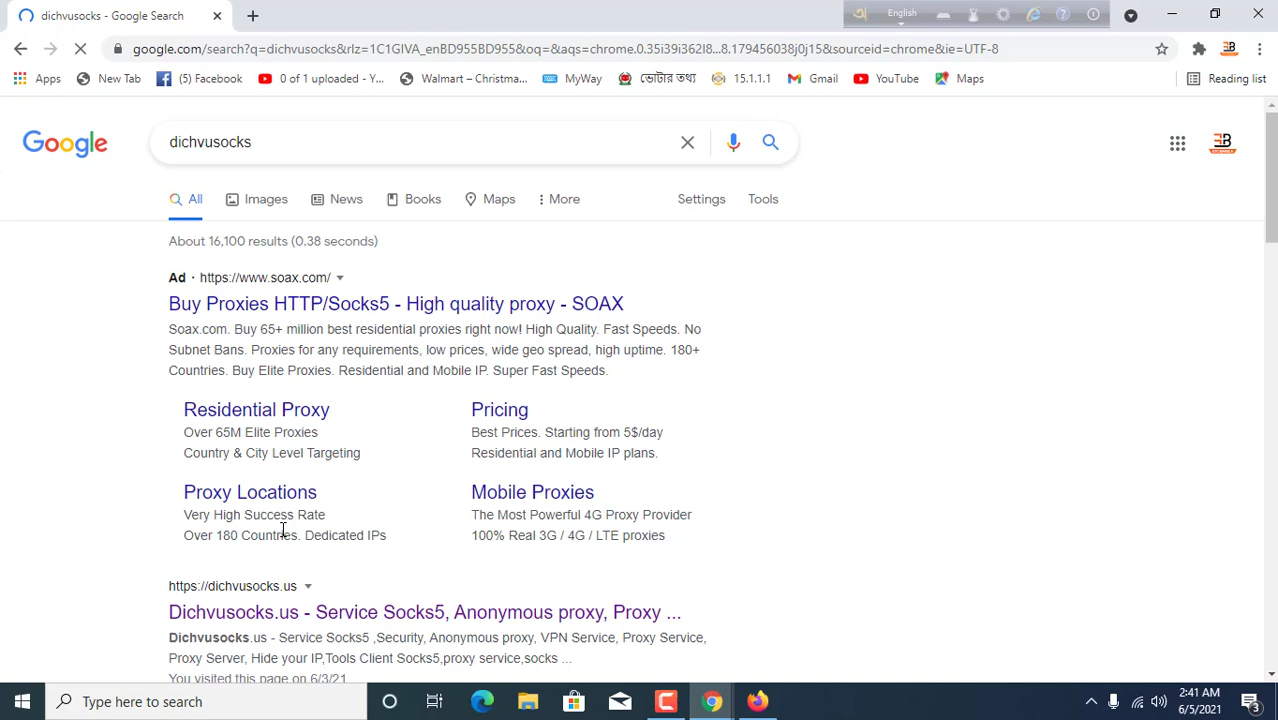 dichvusocks - Google Search
English
google.com/search?q=dichvusocks&rlz=1C1GIVA_enBD955BD955&oq=&aqs=chrome.0.35i39i362l8...8.179456038j0j15&sourceid=chrome&ie=UTF-8
Apps New Tab (5) Facebook 0 of 1 uploaded - Y... Walmart – Christma... MyWay ভোটার তথ্য 15.1.1.1 Gmail YouTube Maps Reading list
Google dichvusocks
All Images News Books Maps More Settings Tools
About 16,100 results (0.38 seconds)
Ad · https://www.soax.com/
Buy Proxies HTTP/Socks5 - High quality proxy - SOAX
Soax.com. Buy 65+ million best residential proxies right now! High Quality. Fast Speeds. No
Subnet Bans. Proxies for any requirements, low prices, wide geo spread, high uptime. 180+
Countries. Buy Elite Proxies. Residential and Mobile IP. Super Fast Speeds.
Residential Proxy
Over 65M Elite Proxies
Country & City Level Targeting
Pricing
Best Prices. Starting from 5$/day
Residential and Mobile IP plans.
Proxy Locations
Very High Success Rate
Over 180 Countries. Dedicated IPs
Mobile Proxies
The Most Powerful 4G Proxy Provider
100% Real 3G / 4G / LTE proxies
https://dichvusocks.us
Dichvusocks.us - Service Socks5, Anonymous proxy, Proxy ...
Dichvusocks.us - Service Socks5 ,Security, Anonymous proxy, VPN Service, Proxy Service,
Proxy Server, Hide your IP,Tools Client Socks5,proxy service,socks ...
You visited this page on 6/3/21.
Type here to search
2:41 AM
6/5/2021
3